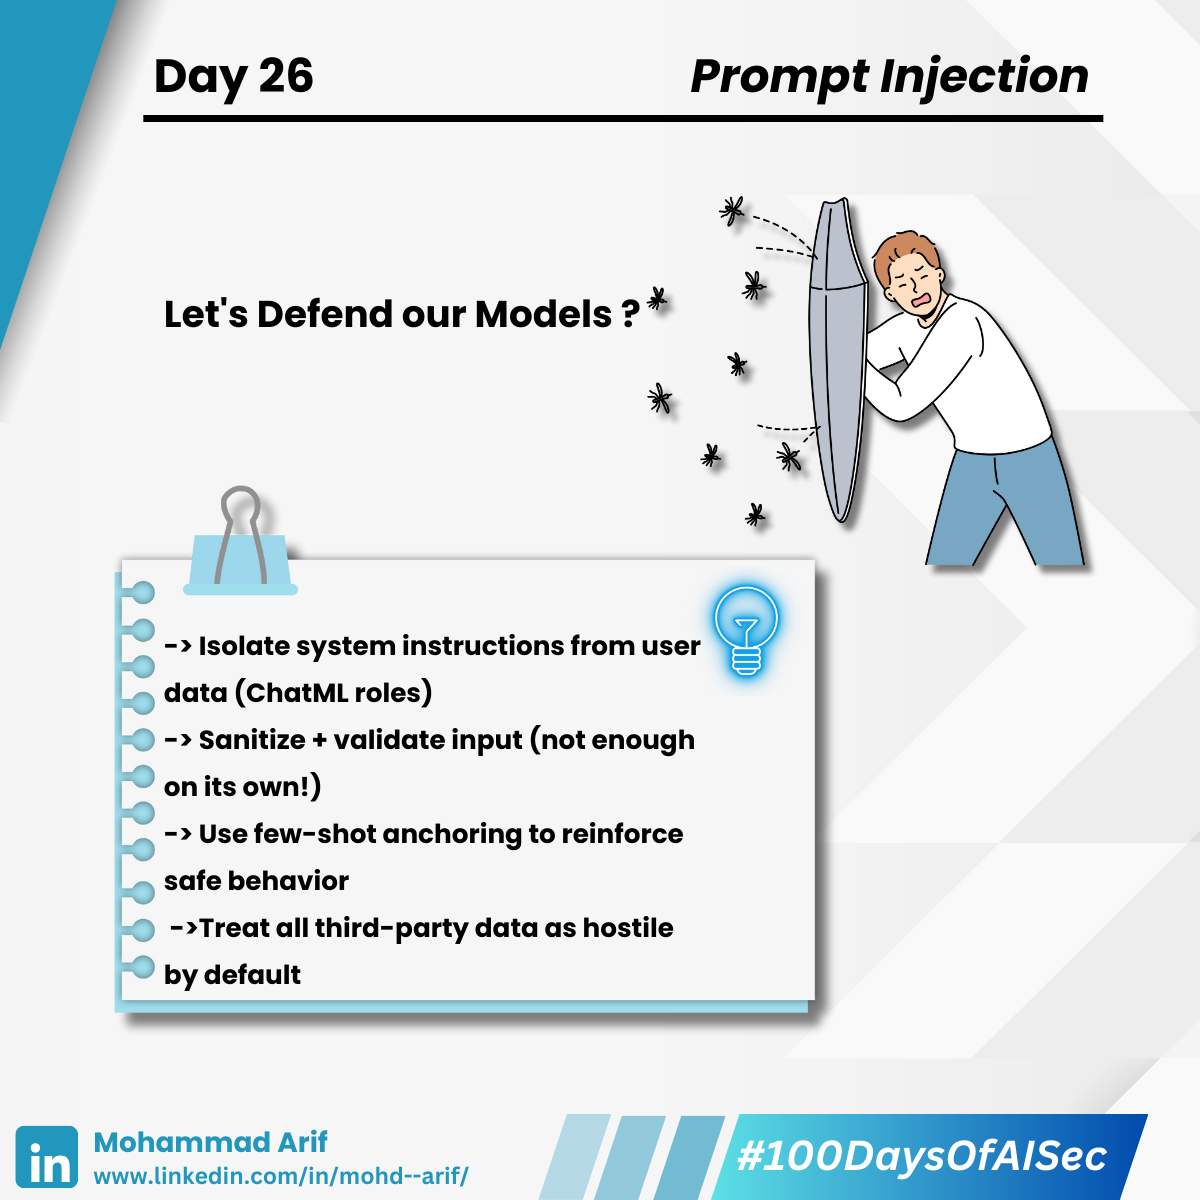 Day 26
Prompt Injection
Let's Defend our Models ?
-> Isolate system instructions from user
data (ChatML roles)
-> Sanitize + validate input (not enough
on its own!)
-> Use few-shot anchoring to reinforce
safe behavior
->Treat all third-party data as hostile
by default
in
Mohammad Arif
www.linkedin.com/in/mohd--arif/
#100DaysOfAISec